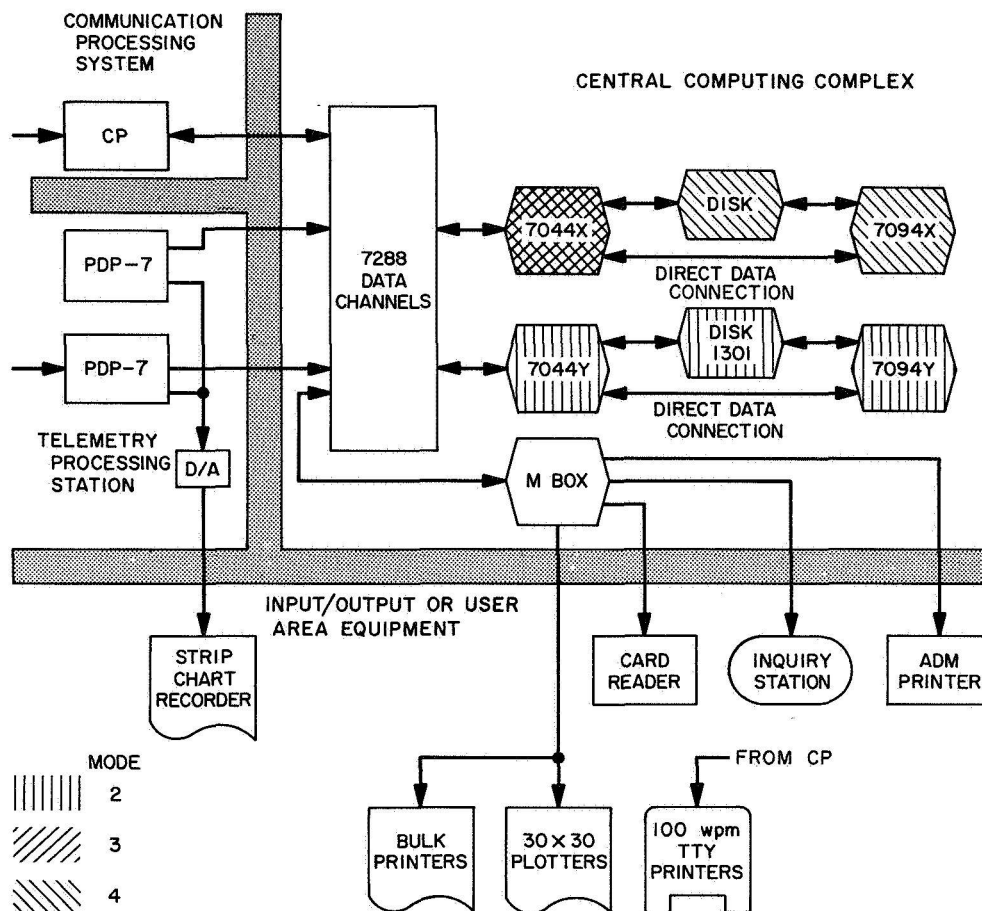 COMMUNICATION
PROCESSING
SYSTEM
CENTRAL COMPUTING COMPLEX
CP
7044X
DISK
7094X
PDP-7
7288
DATA
CHANNELS
DIRECT DATA
CONNECTION
PDP-7
7044Y
DISK
1301
7094Y
DIRECT DATA
CONNECTION
TELEMETRY
PROCESSING
STATION
D/A
M BOX
INPUT/OUTPUT OR USER
AREA EQUIPMENT
STRIP
CHART
RECORDER
CARD
READER
INQUIRY
STATION
ADM
PRINTER
MODE
2
3
4
FROM CP
BULK
PRINTERS
30 × 30
PLOTTERS
100 wpm
TTY
PRINTERS